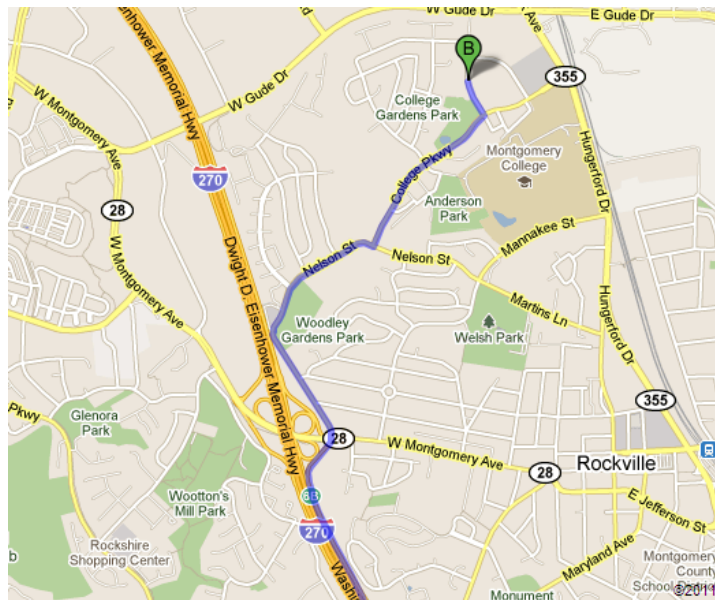 W Gude Dr
E Gude Dr
B
355
W Montgomery Ave
Eisenhower Memorial Hwy
W Gude Dr
College
Gardens Park
270
College Pkwy
Montgomery
College
Hungerford Dr
28
Anderson
Park
Mannakee St
W Montgomery Ave
Nelson St
Nelson St
Dwight D. Eisenhower Memorial Hwy
Martins Ln
Hungerford Dr
Woodley
Gardens Park
Welsh Park
355
Pkwy
Glenora
Park
28
W Montgomery Ave
28
Rockville
Wootton's
Mill Park
E Jefferson St
270
Rockshire
Shopping Center
Maryland Ave
Washin
Monument
Montgomery
County
School
©2011